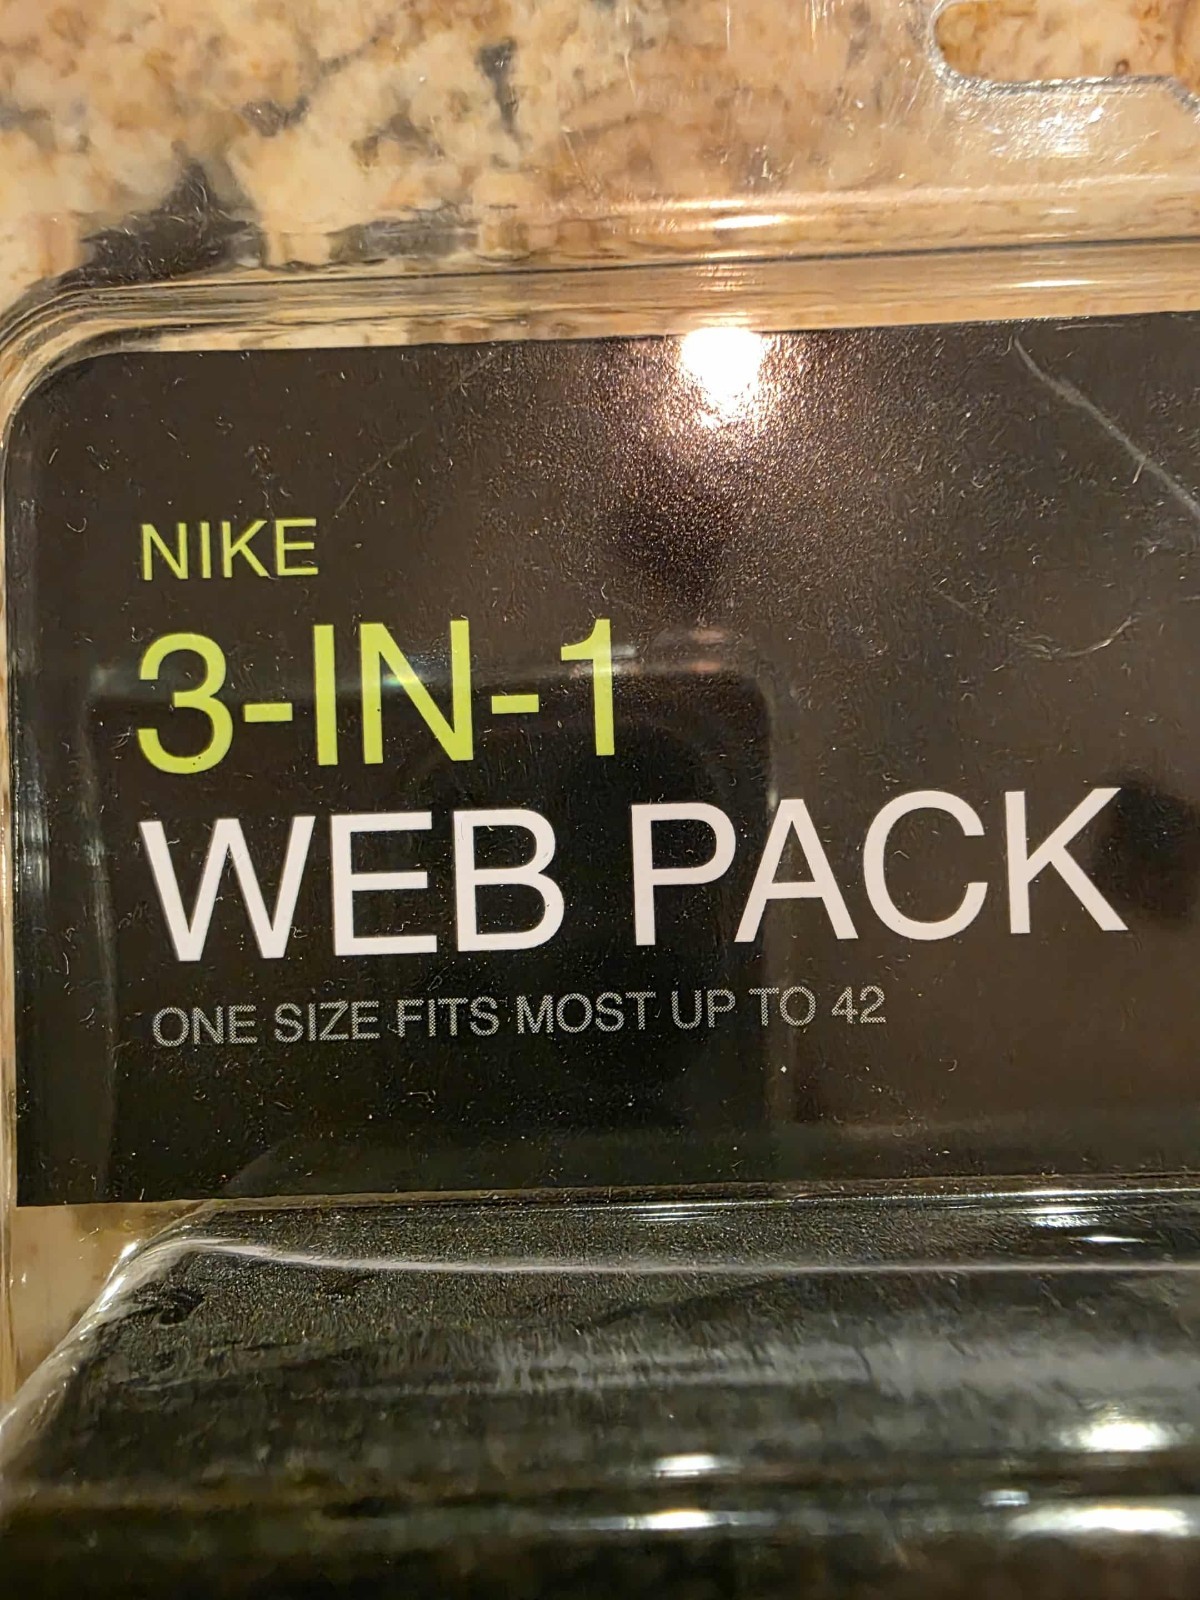 NIKE
3-IN-1
WEB PACK
ONE SIZE FITS MOST UP TO 42